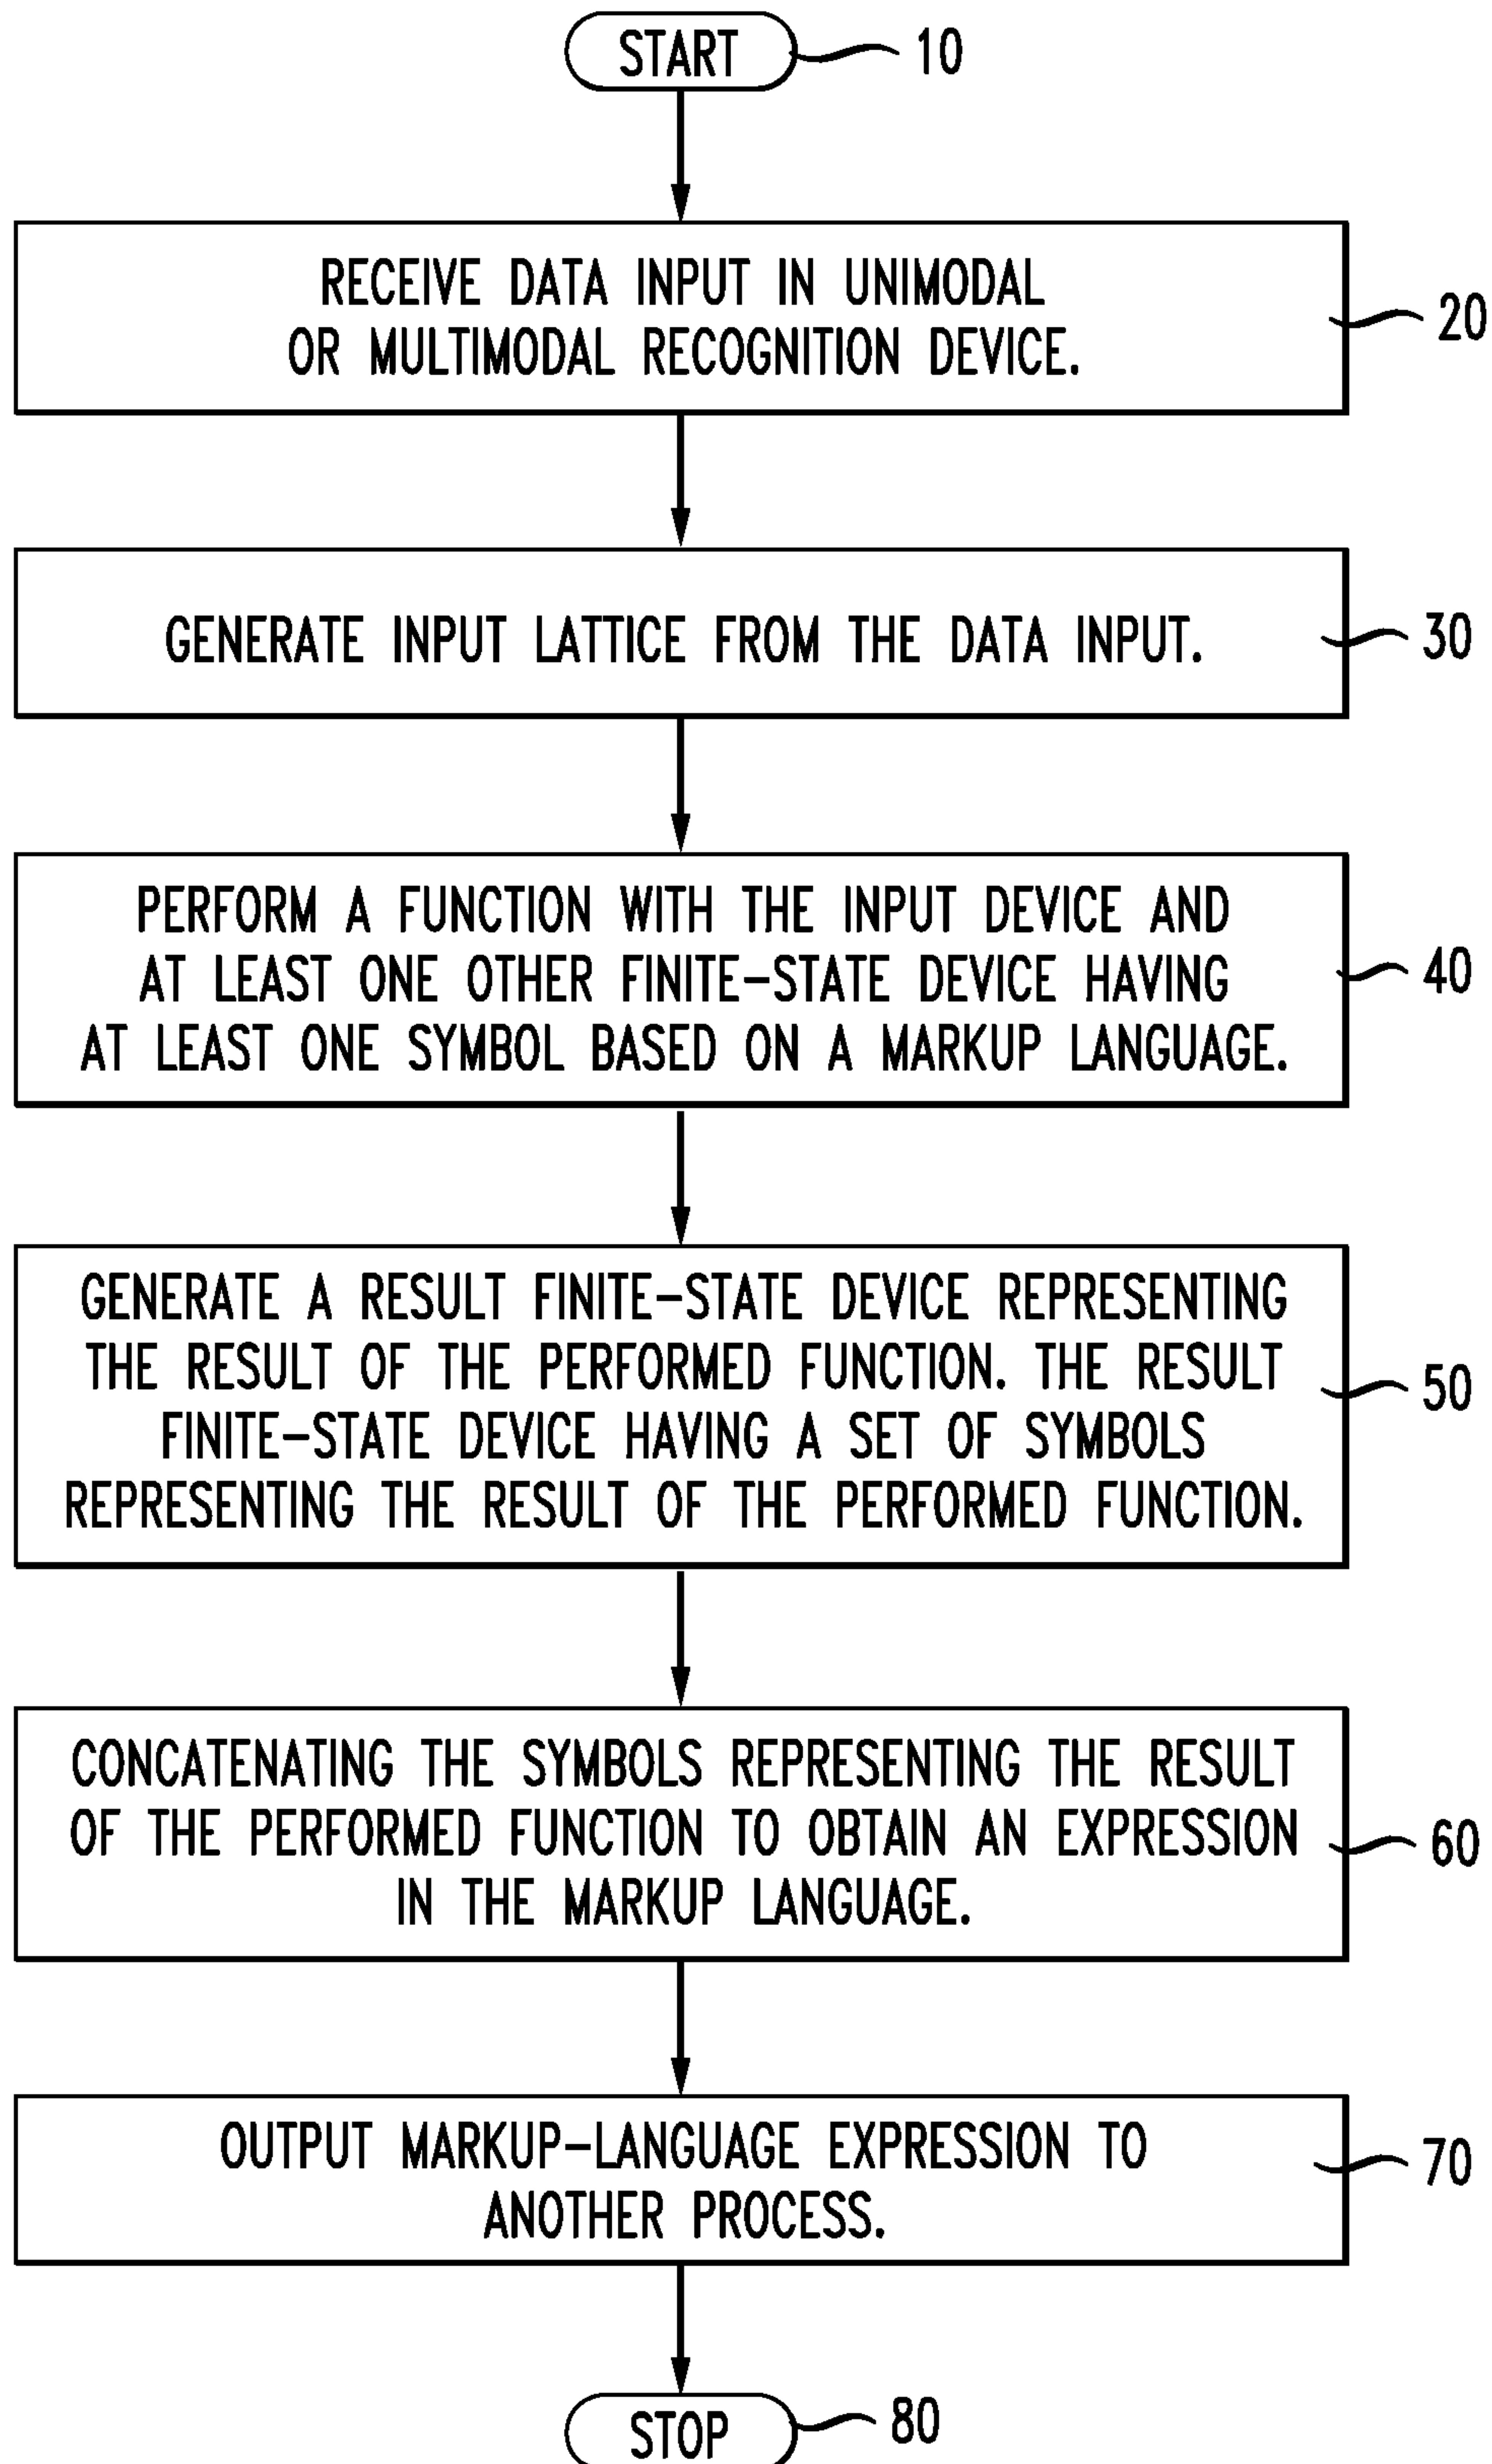 START
10
RECEIVE DATA INPUT IN UNIMODAL
OR MULTIMODAL RECOGNITION DEVICE.
20
GENERATE INPUT LATTICE FROM THE DATA INPUT.
30
PERFORM A FUNCTION WITH THE INPUT DEVICE AND
AT LEAST ONE OTHER FINITE-STATE DEVICE HAVING
AT LEAST ONE SYMBOL BASED ON A MARKUP LANGUAGE.
40
GENERATE A RESULT FINITE-STATE DEVICE REPRESENTING
THE RESULT OF THE PERFORMED FUNCTION. THE RESULT
FINITE-STATE DEVICE HAVING A SET OF SYMBOLS
REPRESENTING THE RESULT OF THE PERFORMED FUNCTION.
50
CONCATENATING THE SYMBOLS REPRESENTING THE RESULT
OF THE PERFORMED FUNCTION TO OBTAIN AN EXPRESSION
IN THE MARKUP LANGUAGE.
60
OUTPUT MARKUP-LANGUAGE EXPRESSION TO
ANOTHER PROCESS.
70
STOP
80